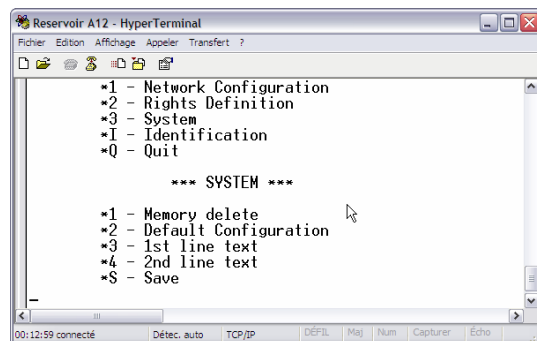 Reservoir A12 - HyperTerminal
Fichier Edition Affichage Appeler Transfert ?
*1 - Network Configuration
*2 - Rights Definition
*3 - System
*I - Identification
*Q - Quit
*** SYSTEM ***
*1 - Memory delete
*2 - Default Configuration
*3 - 1st line text
*4 - 2nd line text
*S - Save
00:12:59 connecté Détec. auto TCP/IP DÉFIL Maj Num Capturer Écho